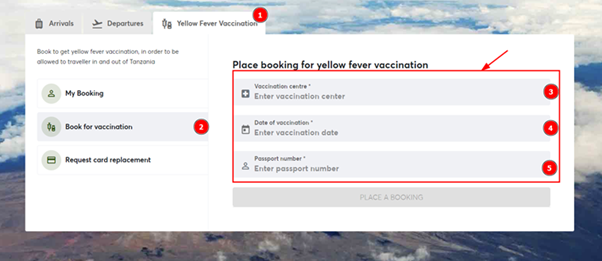 Arrivals
Departures
Yellow Fever Vaccination
1
Book to get yellow fever vaccination, in order to be
allowed to traveller in and out of Tanzania
My Booking
Book for vaccination
2
Request card replacement
Place booking for yellow fever vaccination
Vaccination centre *
Enter vaccination center
3
Date of vaccination *
Enter vaccination date
4
Passport number *
Enter passport number
5
PLACE A BOOKING